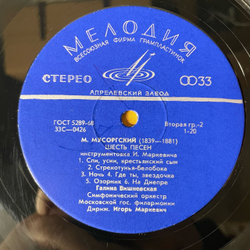 МЕЛОДИЯ
ВСЕСОЮЗНАЯ ФИРМА ГРАМПЛАСТИНОК
СТЕРЕО
33
АПРЕЛЕВСКИЙ ЗАВОД
ГОСТ 5289-68
33С—0426
Вторая гр.-2
1-20
М. МУСОРГСКИЙ (1839—1881)
ШЕСТЬ ПЕСЕН
инструментовка И. Маркевича
1. Спи, усни, крестьянский сын
2. Стрекотунья-белобока
3. Ночь 4. Где ты, звездочка
5. Озорник 6. На Днепре
Галина Вишневская
Симфонический оркестр
Московской гос. филармонии
Дириж. Игорь Маркевич